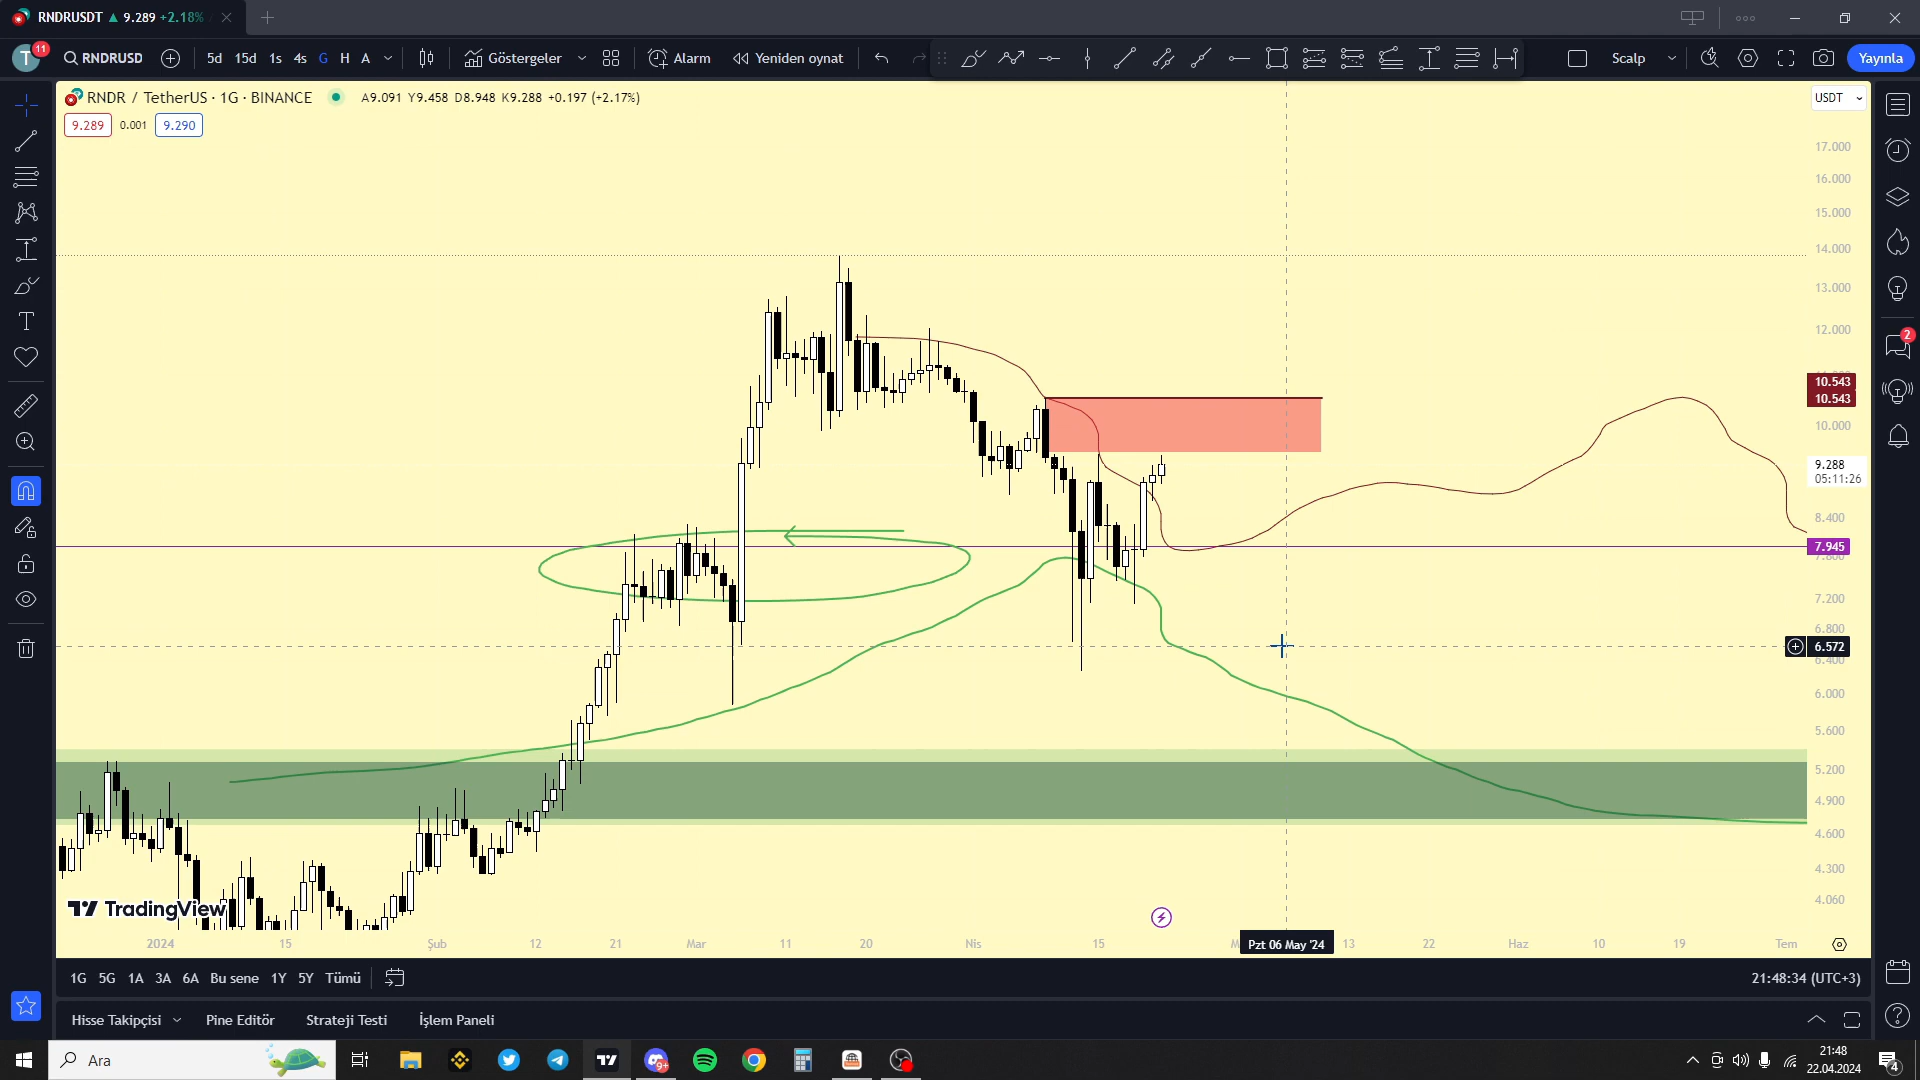 RNDRUSDT ▲ 9.289 +2.18%
T 11 RNDRUSD 5d 15d 1s 4s G H A Göstergeler Alarm Yeniden oynat Scalp Yayınla
RNDR / TetherUS · 1G · BINANCE A9.091 Y9.458 D8.948 K9.288 +0.197 (+2.17%)
USDT
9.289 0.001 9.290
17.000
16.000
15.000
14.000
13.000
12.000
2
10.543
10.543
10.000
9.288
05:11:26
8.400
7.945
7.200
6.800
6.572
6.400
6.000
5.600
5.200
4.900
4.600
4.300
4.060
TradingView
2024 15 Şub 12 21 Mar 11 20 Nis 15 Pzt 06 May '24 13 22 Haz 10 19 Tem
1G 5G 1A 3A 6A Bu sene 1Y 5Y Tümü 21:48:34 (UTC+3)
Hisse Takipçisi Pine Editör Strateji Testi İşlem Paneli
Ara 9+ 21:48
22.04.2024 4